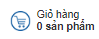 Giỏ hàng
0 sản phẩm